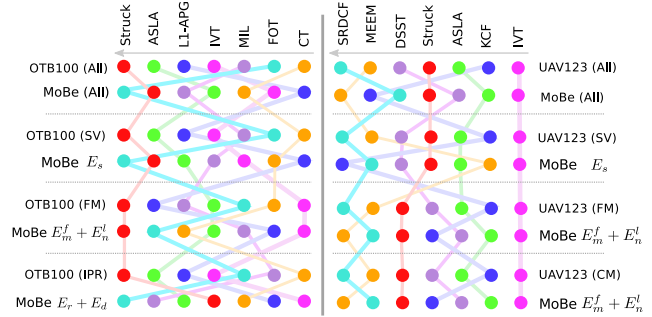 Struck ASLA L1-APG IVT MIL FOT CT
SRDCF MEEM DSST Struck ASLA KCF IVT
OTB100 (All)
MoBe (All)
OTB100 (SV)
MoBe E_s
OTB100 (FM)
MoBe E_m^f + E_n^l
OTB100 (IPR)
MoBe E_r + E_d
UAV123 (All)
MoBe (All)
UAV123 (SV)
MoBe E_s
UAV123 (FM)
MoBe E_m^f + E_n^l
UAV123 (CM)
MoBe E_m^f + E_n^l